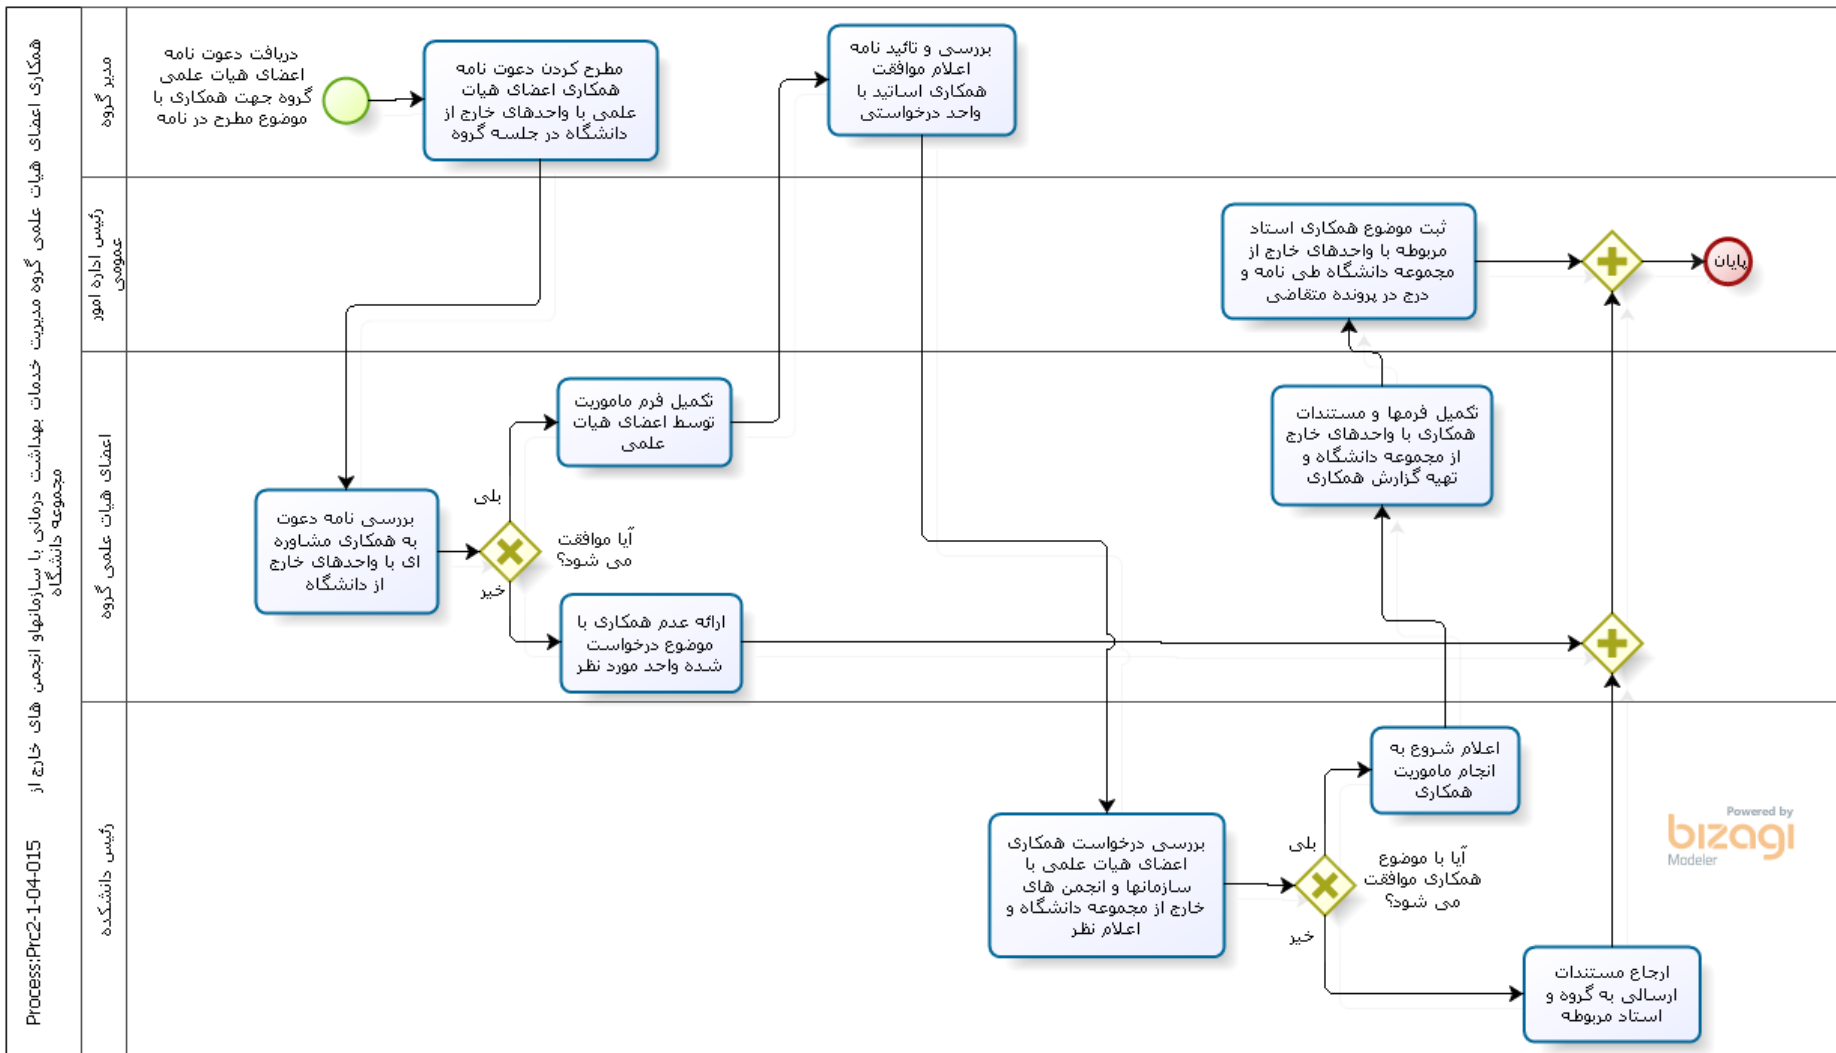 همکاری اعضای هیات علمی گروه مدیریت خدمات بهداشت درمانی با سازمانهاو انجمن های خارج از
مجموعه دانشگاه
Process:Prc2-1-04-015
مدیر گروه
دریافت دعوت نامه
اعضای هیات علمی
گروه جهت همکاری با
موضوع مطرح در نامه
مطرح کردن دعوت نامه
همکاری اعضای هیات
علمی با واحدهای خارج از
دانشگاه در جلسه گروه
بررسی و تائید نامه
اعلام موافقت
همکاری اساتید با
واحد درخواستی
رئیس اداره امور
عمومی
ثبت موضوع همکاری استاد
مربوطه با واحدهای خارج از
مجموعه دانشگاه طی نامه و
درج در پرونده متقاضی
پایان
اعضای هیات علمی گروه
بررسی نامه دعوت
به همکاری مشاوره
ای با واحدهای خارج
از دانشگاه
بلی
آیا موافقت
می شود؟
خیر
تکمیل فرم ماموریت
توسط اعضای هیات
علمی
ارائه عدم همکاری با
موضوع درخواست
شده واحد مورد نظر
تکمیل فرمها و مستندات
همکاری با واحدهای خارج
از مجموعه دانشگاه و
تهیه گزارش همکاری
رئیس دانشکده
بررسی درخواست همکاری
اعضای هیات علمی با
سازمانها و انجمن های
خارج از مجموعه دانشگاه و
اعلام نظر
بلی
آیا با موضوع
همکاری موافقت
می شود؟
خیر
اعلام شروع به
انجام ماموریت
همکاری
ارجاع مستندات
ارسالی به گروه و
استاد مربوطه
Powered by
bizagi
Modeler